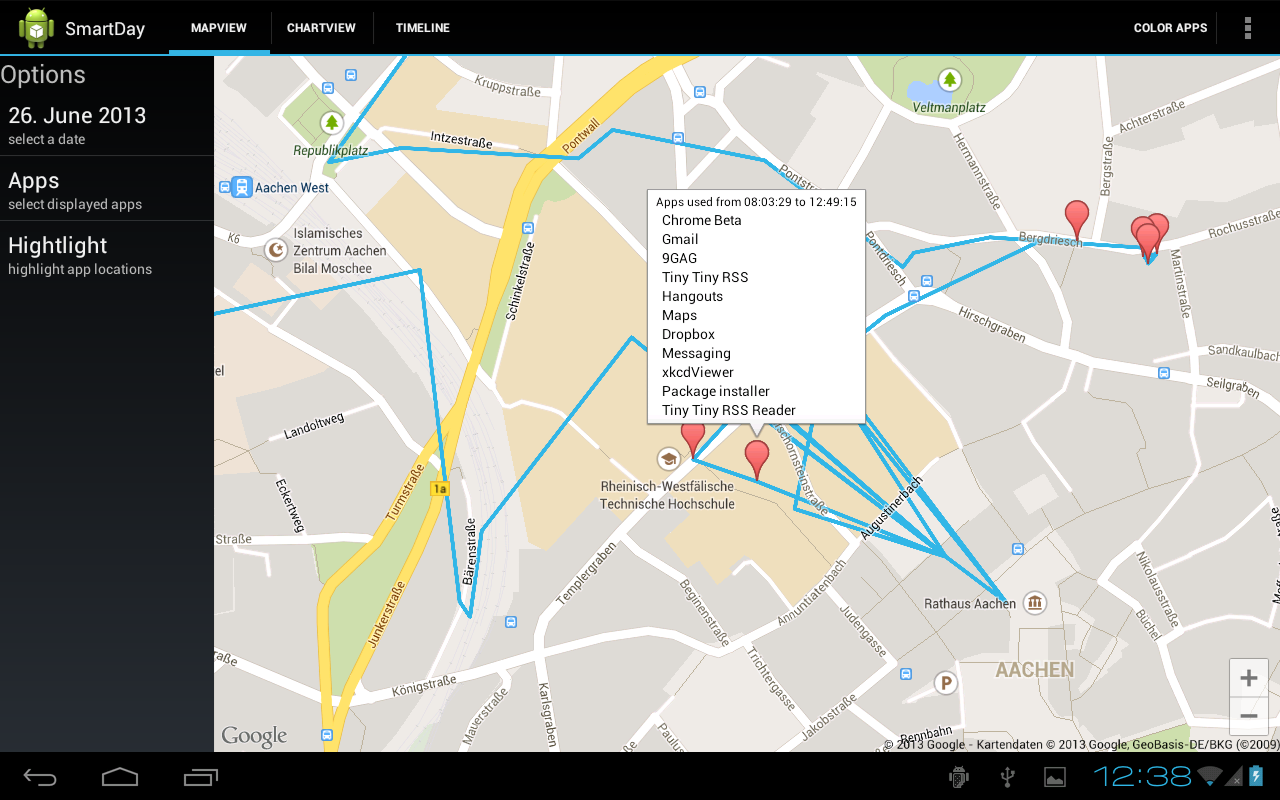 SmartDay
MAPVIEW
CHARTVIEW
TIMELINE
COLOR APPS
Options
26. June 2013
select a date
Apps
select displayed apps
Hightlight
highlight app locations
Kruppstraße
Intzestraße
Republikplatz
Pontwall
Aachen West
K6
Islamisches
Zentrum Aachen
Bilal Moschee
Schinkelstraße
Veltmanplatz
Hermannstraße
Achterstraße
Bergstraße
Rochusstraße
Bergdriesch
Martinstraße
Pontdriesch
Hirschgraben
Sandkaulbach
Seilgraben
Apps used from 08:03:29 to 12:49:15
Chrome Beta
Gmail
9GAG
Tiny Tiny RSS
Hangouts
Maps
Dropbox
Messaging
xkcdViewer
Package installer
Tiny Tiny RSS Reader
el
Landoltweg
Eckertweg
Turmstraße
1a
Straße
Bärenstraße
Junkerstraße
Rheinisch-Westfälische
Technische Hochschule
Augustinerbach
Templergraben
Beginenstraße
Annuntiatenbach
Judengasse
Rathaus Aachen
Nikolausstraße
Büchel
AACHEN
P
Königstraße
Mauerstraße
Karlsgraben
Trichtergasse
Jakobstraße
Rennbahn
raße
Google
+
−
© 2013 Google - Kartendaten © 2013 Google, GeoBasis-DE/BKG (©2009)
12:38